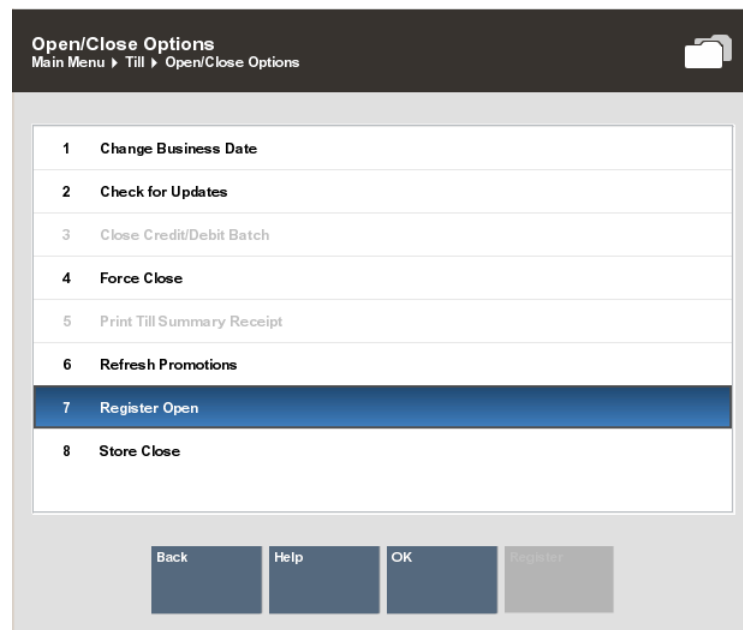 Open/Close Options
Main Menu ▸ Till ▸ Open/Close Options
1 Change Business Date
2 Check for Updates
3 Close Credit/Debit Batch
4 Force Close
5 Print Till Summary Receipt
6 Refresh Promotions
7 Register Open
8 Store Close
Back Help OK Register